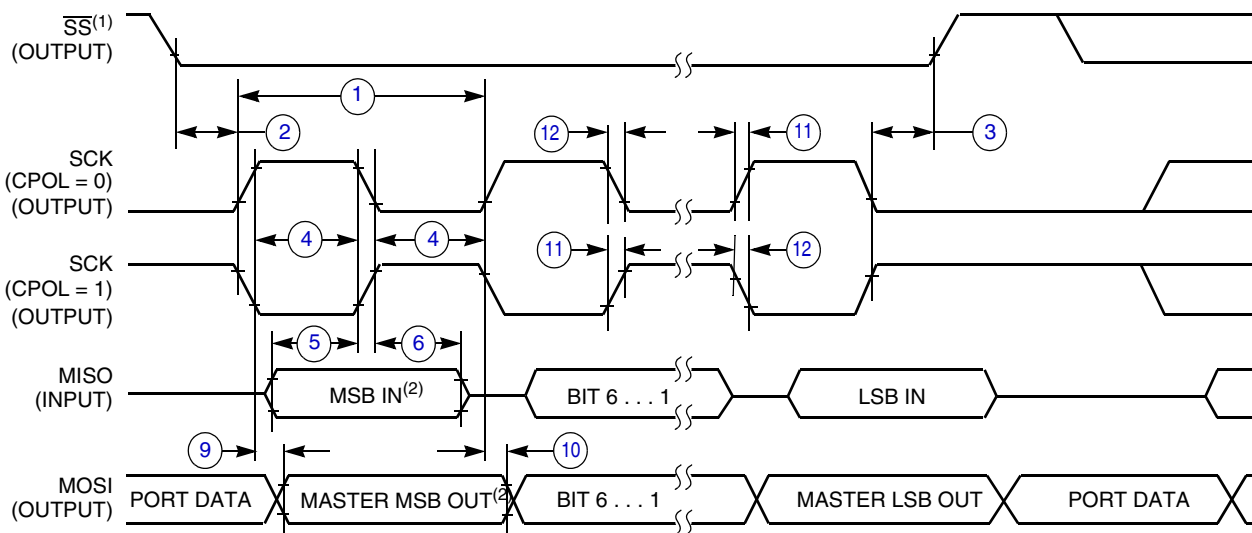 SS(1)
(OUTPUT)
1
2
12
11
3
SCK
(CPOL = 0)
(OUTPUT)
4
4
11
12
SCK
(CPOL = 1)
(OUTPUT)
5
6
MISO
(INPUT)
MSB IN(2)
BIT 6 . . . 1
LSB IN
9
10
MOSI
(OUTPUT)
PORT DATA
MASTER MSB OUT(2)
BIT 6 . . . 1
MASTER LSB OUT
PORT DATA